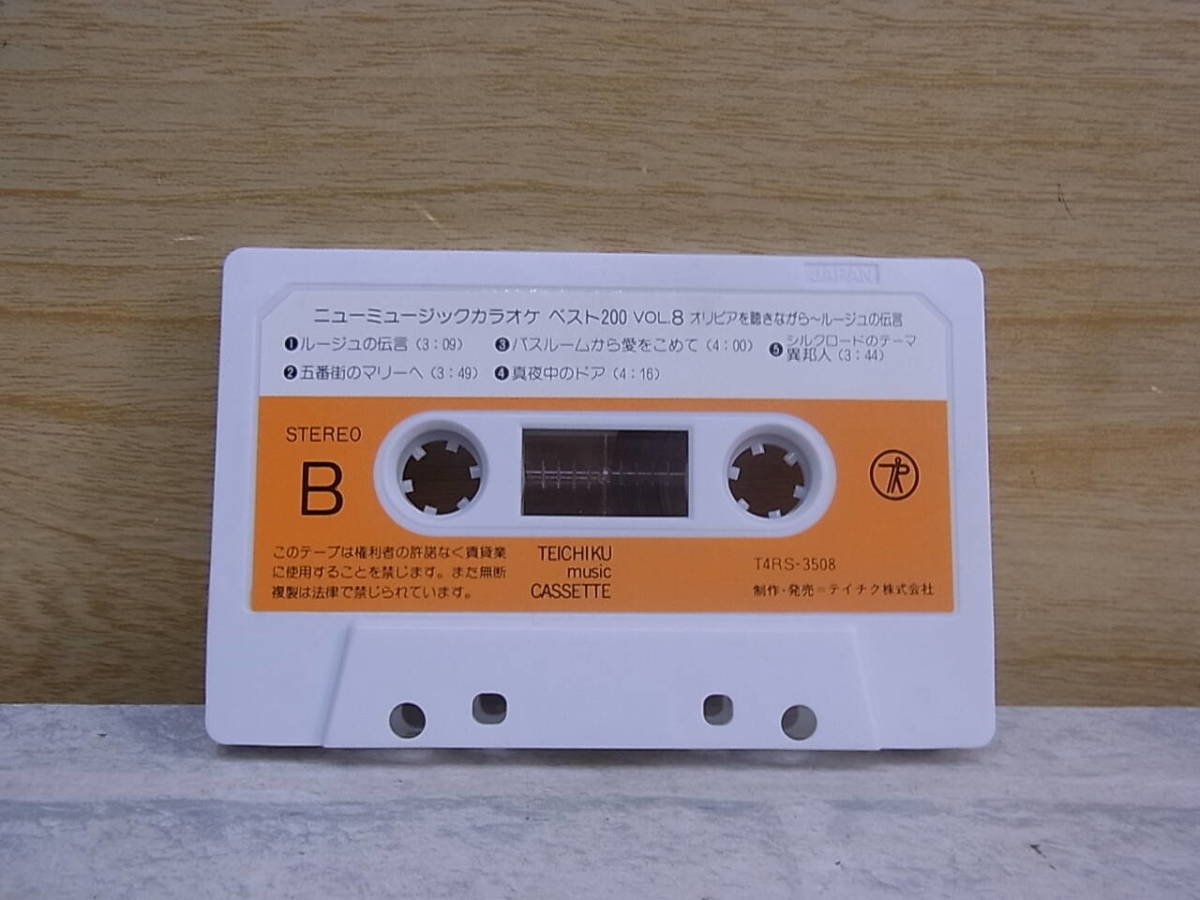 JAPAN
ニューミュージックカラオケ ベスト200 VOL.8 オリビアを聴きながら〜ルージュの伝言
❶ルージュの伝言(3:09)
❷五番街のマリーへ(3:49)
❸バスルームから愛をこめて(4:00)
❹真夜中のドア(4:16)
❺シルクロードのテーマ
異邦人(3:44)
STEREO
B
TR
このテープは権利者の許諾なく賃貸業
に使用することを禁じます。また無断
複製は法律で禁じられています。
TEICHIKU
music
CASSETTE
T4RS-3508
制作・発売=テイチク株式会社